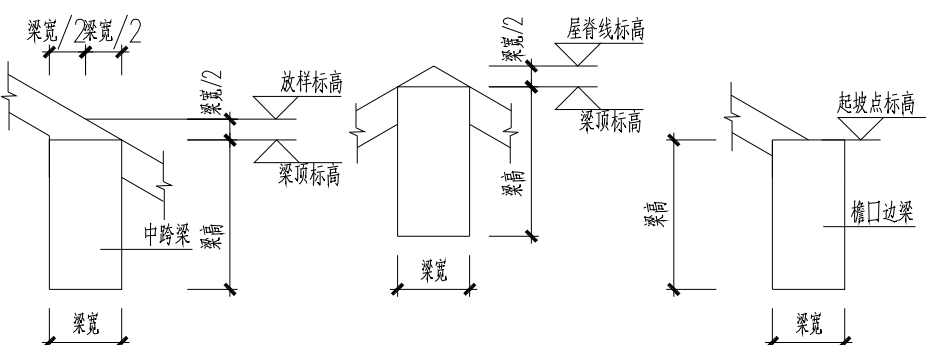 梁宽/2
梁宽/2
梁宽/2
放样标高
梁顶标高
中跨梁
梁高
梁宽
梁宽/2
屋脊线标高
梁顶标高
梁高
梁宽
起坡点标高
梁高
檐口边梁
梁宽